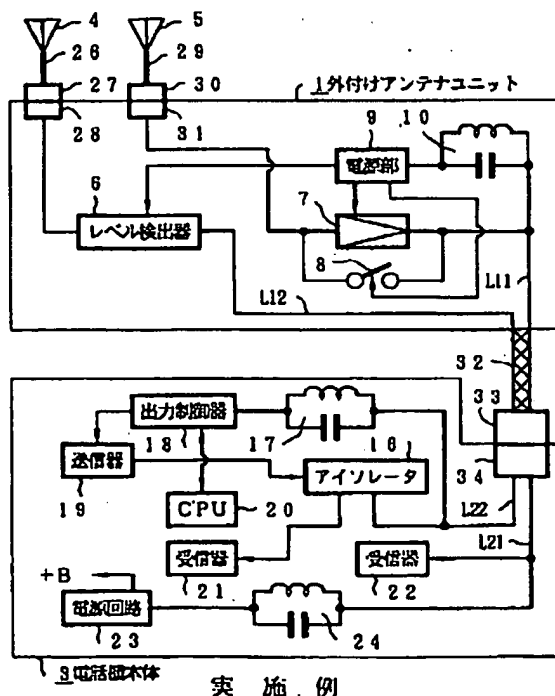 4
5
26
29
27
30
1外付けアンテナユニット
28
31
10
9
電源部
6
7
レベル検出器
8
L12
L11
32
出力制御器
18
17
16
33
送信器
アイソレータ
34
19
CPU
20
L22
L21
受信器
受信器
+B
21
22
電源回路
23
24
3電話機本体
実施例